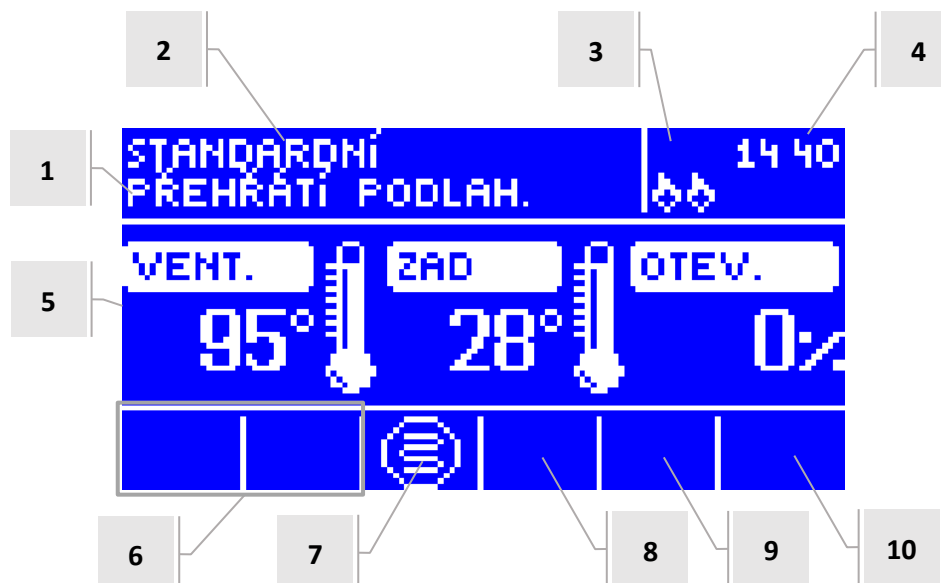 2
3
4
STANDARDNÍ
14 40
1
PŘEHŘÁTÍ PODLAH.
VENT.
ZAD
OTEV.
5
95°
28°
0%
6
7
8
9
10